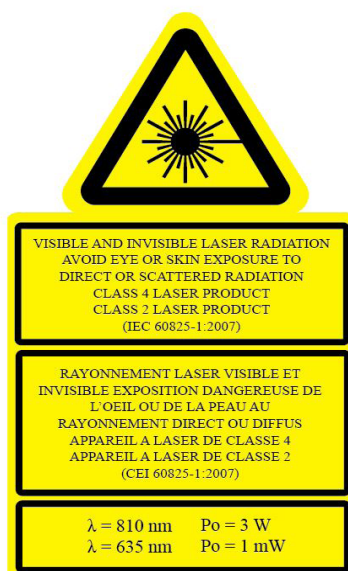 VISIBLE AND INVISIBLE LASER RADIATION
AVOID EYE OR SKIN EXPOSURE TO
DIRECT OR SCATTERED RADIATION
CLASS 4 LASER PRODUCT
CLASS 2 LASER PRODUCT
(IEC 60825-1:2007)
RAYONNEMENT LASER VISIBLE ET
INVISIBLE EXPOSITION DANGEREUSE DE
L`OEIL OU DE LA PEAU AU
RAYONNEMENT DIRECT OU DIFFUS
APPAREIL A LASER DE CLASSE 4
APPAREIL A LASER DE CLASSE 2
(CEI 60825-1:2007)
λ = 810 nm Po = 3 W
λ = 635 nm Po = 1 mW